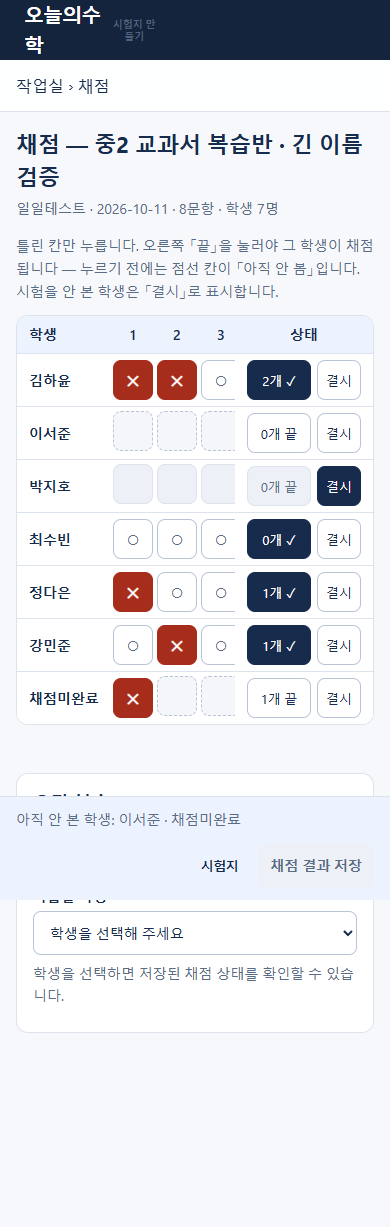 오늘의수
학
시험지 만
들기
작업실 › 채점
채점 — 중2 교과서 복습반 · 긴 이름
검증
일일테스트 · 2026-10-11 · 8문항 · 학생 7명
틀린 칸만 누릅니다. 오른쪽 「끝」을 눌러야 그 학생이 채점
됩니다 — 누르기 전에는 점선 칸이 「아직 안 봄」입니다.
시험을 안 본 학생은 「결시」로 표시합니다.
학생 1 2 3 상태
김하윤 ✕ ✕ ○ 2개 ✓ 결시
이서준 0개 끝 결시
박지호 0개 끝 결시
최수빈 ○ ○ ○ 0개 ✓ 결시
정다은 ✕ ○ ○ 1개 ✓ 결시
강민준 ○ ✕ ○ 1개 ✓ 결시
채점미완료 ✕ 1개 끝 결시
아직 안 본 학생: 이서준 · 채점미완료
시험지 채점 결과 저장
학생을 선택해 주세요
학생을 선택하면 저장된 채점 상태를 확인할 수 있습
니다.